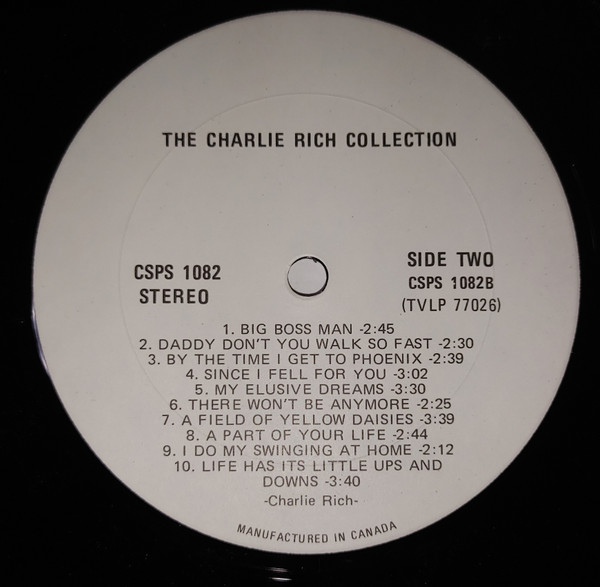 THE CHARLIE RICH COLLECTION
CSPS 1082
STEREO
SIDE TWO
CSPS 1082B
(TVLP 77026)
1. BIG BOSS MAN -2:45
2. DADDY DON'T YOU WALK SO FAST -2:30
3. BY THE TIME I GET TO PHOENIX -2:39
4. SINCE I FELL FOR YOU -3:02
5. MY ELUSIVE DREAMS -3:30
6. THERE WON'T BE ANYMORE -2:25
7. A FIELD OF YELLOW DAISIES -3:39
8. A PART OF YOUR LIFE -2:44
9. I DO MY SWINGING AT HOME -2:12
10. LIFE HAS ITS LITTLE UPS AND
DOWNS -3:40
-Charlie Rich-
MANUFACTURED IN CANADA